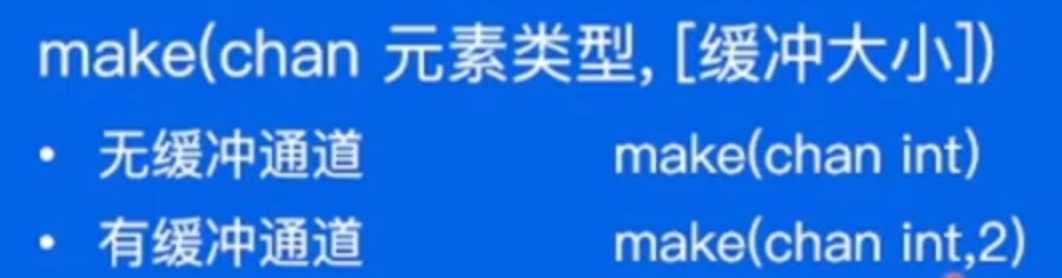 make(chan 元素类型, [缓冲大小])
• 无缓冲通道 make(chan int)
• 有缓冲通道 make(chan int,2)